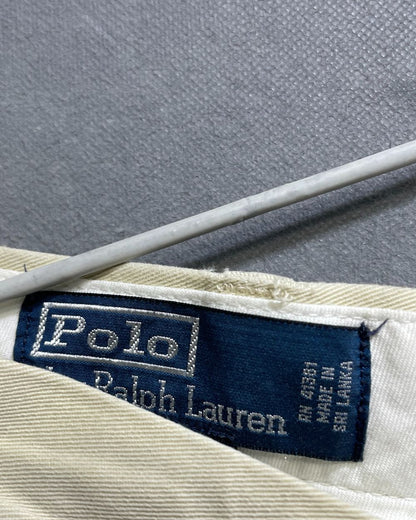 Polo
Ralph Lauren
RN 41381
MADE IN
SRI LANKA